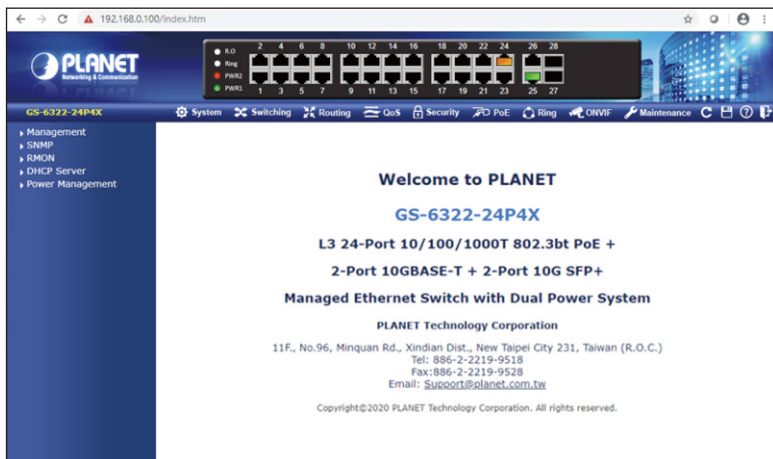 192.168.0.100/index.htm
PLANET
Networking & Communication
R.O
Ring
PWR2
PWR1
2 4 6 8 10 12 14 16 18 20 22 24 26 28
1 3 5 7 9 11 13 15 17 19 21 23 25 27
GS-6322-24P4X
System Switching Routing QoS Security PoE Ring ONVIF Maintenance
Management
SNMP
RMON
DHCP Server
Power Management
Welcome to PLANET
GS-6322-24P4X
L3 24-Port 10/100/1000T 802.3bt PoE +
2-Port 10GBASE-T + 2-Port 10G SFP+
Managed Ethernet Switch with Dual Power System
PLANET Technology Corporation
11F., No.96, Minquan Rd., Xindian Dist., New Taipei City 231, Taiwan (R.O.C.)
Tel: 886-2-2219-9518
Fax:886-2-2219-9528
Email: Support@planet.com.tw
Copyright©2020 PLANET Technology Corporation. All rights reserved.